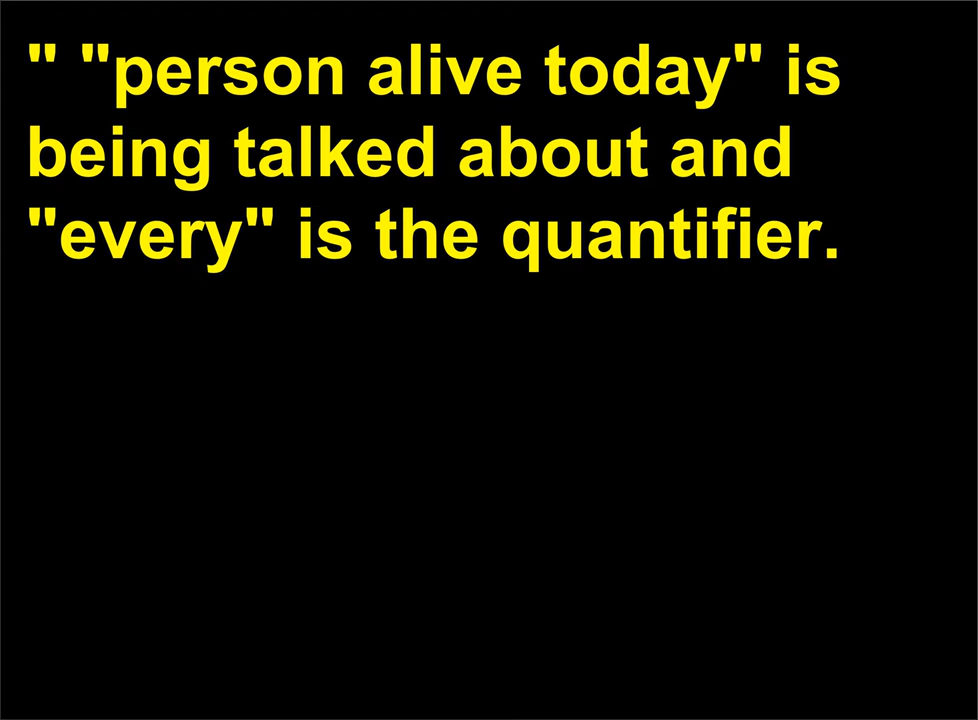 " "person alive today" is
being talked about and
"every" is the quantifier.